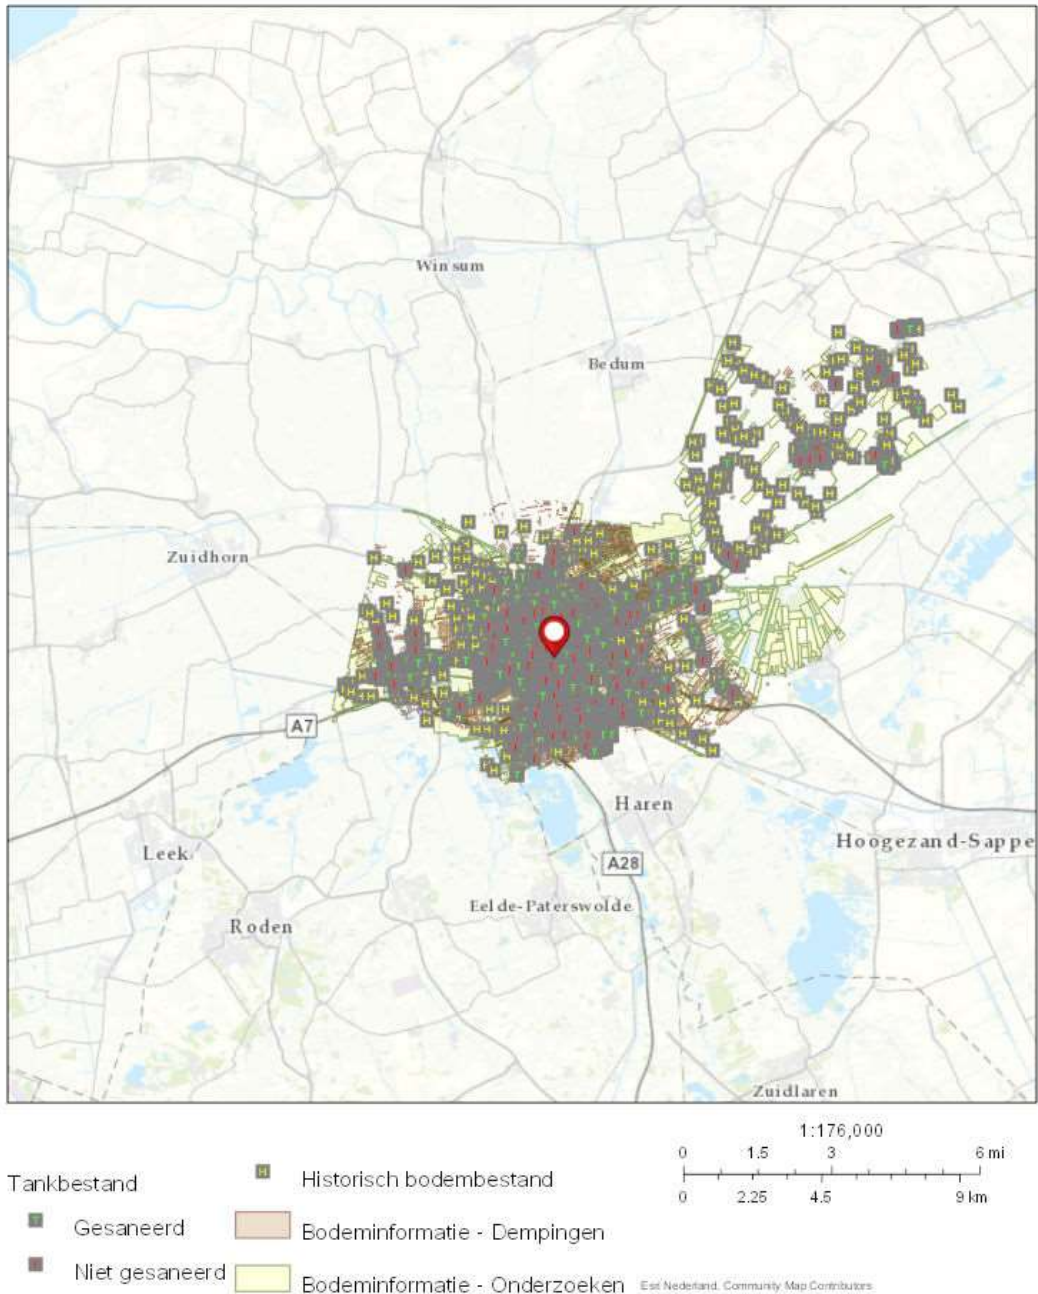 Winsum
Bedum
Zuidhorn
A7
Haren
Hoogezand-Sappe
Leek
A28
Eelde-Paterswolde
Roden
Zuidlaren
1:176,000
0 1.5 3 6 mi
0 2.25 4.5 9 km
Tankbestand
T Gesaneerd
Niet gesaneerd
H Historisch bodembestand
Bodeminformatie - Dempingen
Bodeminformatie - Onderzoeken
Esri Nederland, Community Map Contributors